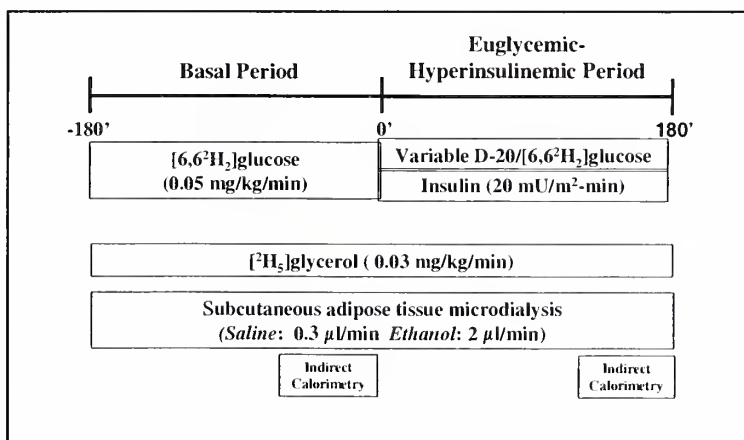 Basal Period
Euglycemic-
Hyperinsulinemic Period
-180'
0'
180'
[6,6²H₂]glucose
(0.05 mg/kg/min)
Variable D-20/[6,6²H₂]glucose
Insulin (20 mU/m²-min)
[²H₅]glycerol ( 0.03 mg/kg/min)
Subcutaneous adipose tissue microdialysis
(Saline: 0.3 µl/min Ethanol: 2 µl/min)
Indirect
Calorimetry
Indirect
Calorimetry